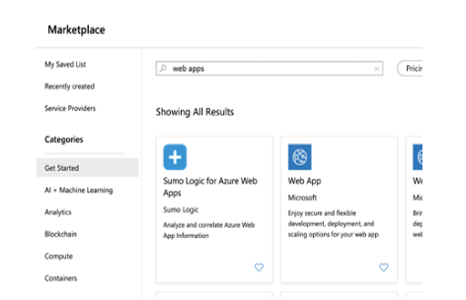 Marketplace
My Saved List
Recently created
Service Providers
Categories
Get Started
AI + Machine Learning
Analytics
Blockchain
Compute
Containers
web apps
Pricin
Showing All Results
Sumo Logic for Azure Web
Apps
Sumo Logic
Analyze and correlate Azure Web
App Information
Web App
Microsoft
Enjoy secure and flexible
development, deployment, and
scaling options for your web app
We
Mic
Brin
dep
web